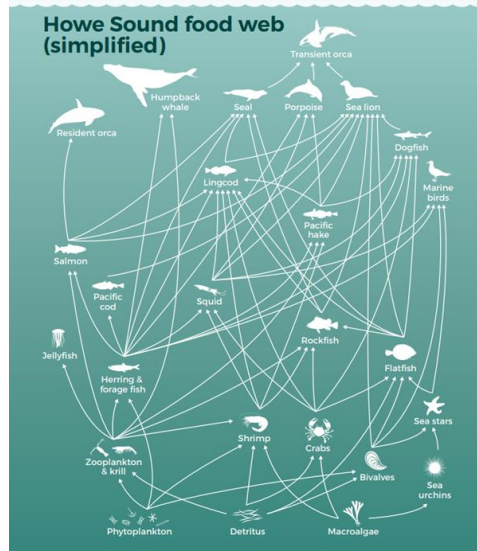 Howe Sound food web
(simplified)
Transient orca
Humpback
whale
Seal
Porpoise
Sea lion
Resident orca
Dogfish
Lingcod
Marine
birds
Pacific
hake
Salmon
Pacific
cod
Squid
Rockfish
Jellyfish
Flatfish
Herring &
forage fish
Sea stars
Shrimp
Crabs
Zooplankton
& krill
Bivalves
Sea
urchins
Phytoplankton
Detritus
Macroalgae